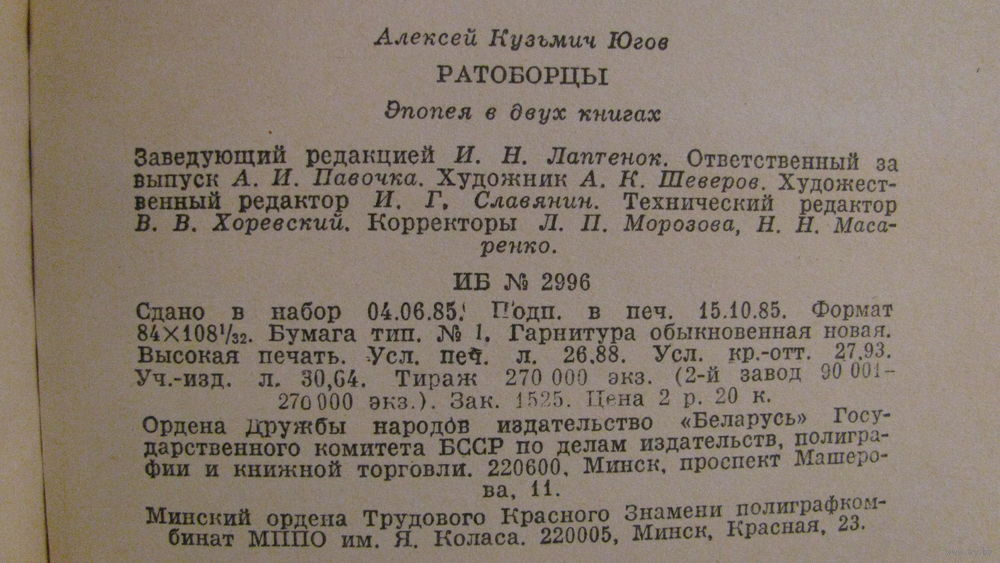 Алексей Кузьмич Югов
РАТОБОРЦЫ
Эпопея в двух книгах
Заведующий редакцией И. Н. Лаптенок. Ответственный за
выпуск А. И. Павочка. Художник А. К. Шеверов. Художест-
венный редактор И. Г. Славянин. Технический редактор
В. В. Хоревский. Корректоры Л. П. Морозова, Н. Н. Маса-
ренко.
ИБ № 2996
Сдано в набор 04.06.85. Подп. в печ. 15.10.85. Формат
84×108¹/₃₂. Бумага тип. № 1. Гарнитура обыкновенная новая.
Высокая печать. Усл. печ. л. 26.88. Усл. кр.-отт. 27.93.
Уч.-изд. л. 30,64. Тираж 270 000 экз. (2-й завод 90 001–
270 000 экз.). Зак. 1525. Цена 2 р. 20 к.
Ордена Дружбы народов издательство «Беларусь» Госу-
дарственного комитета БССР по делам издательств, полигра-
фии и книжной торговли. 220600, Минск, проспект Машеро-
ва, 11.
Минский ордена Трудового Красного Знамени полиграфком-
бинат МППО им. Я. Коласа. 220005, Минск, Красная, 23.